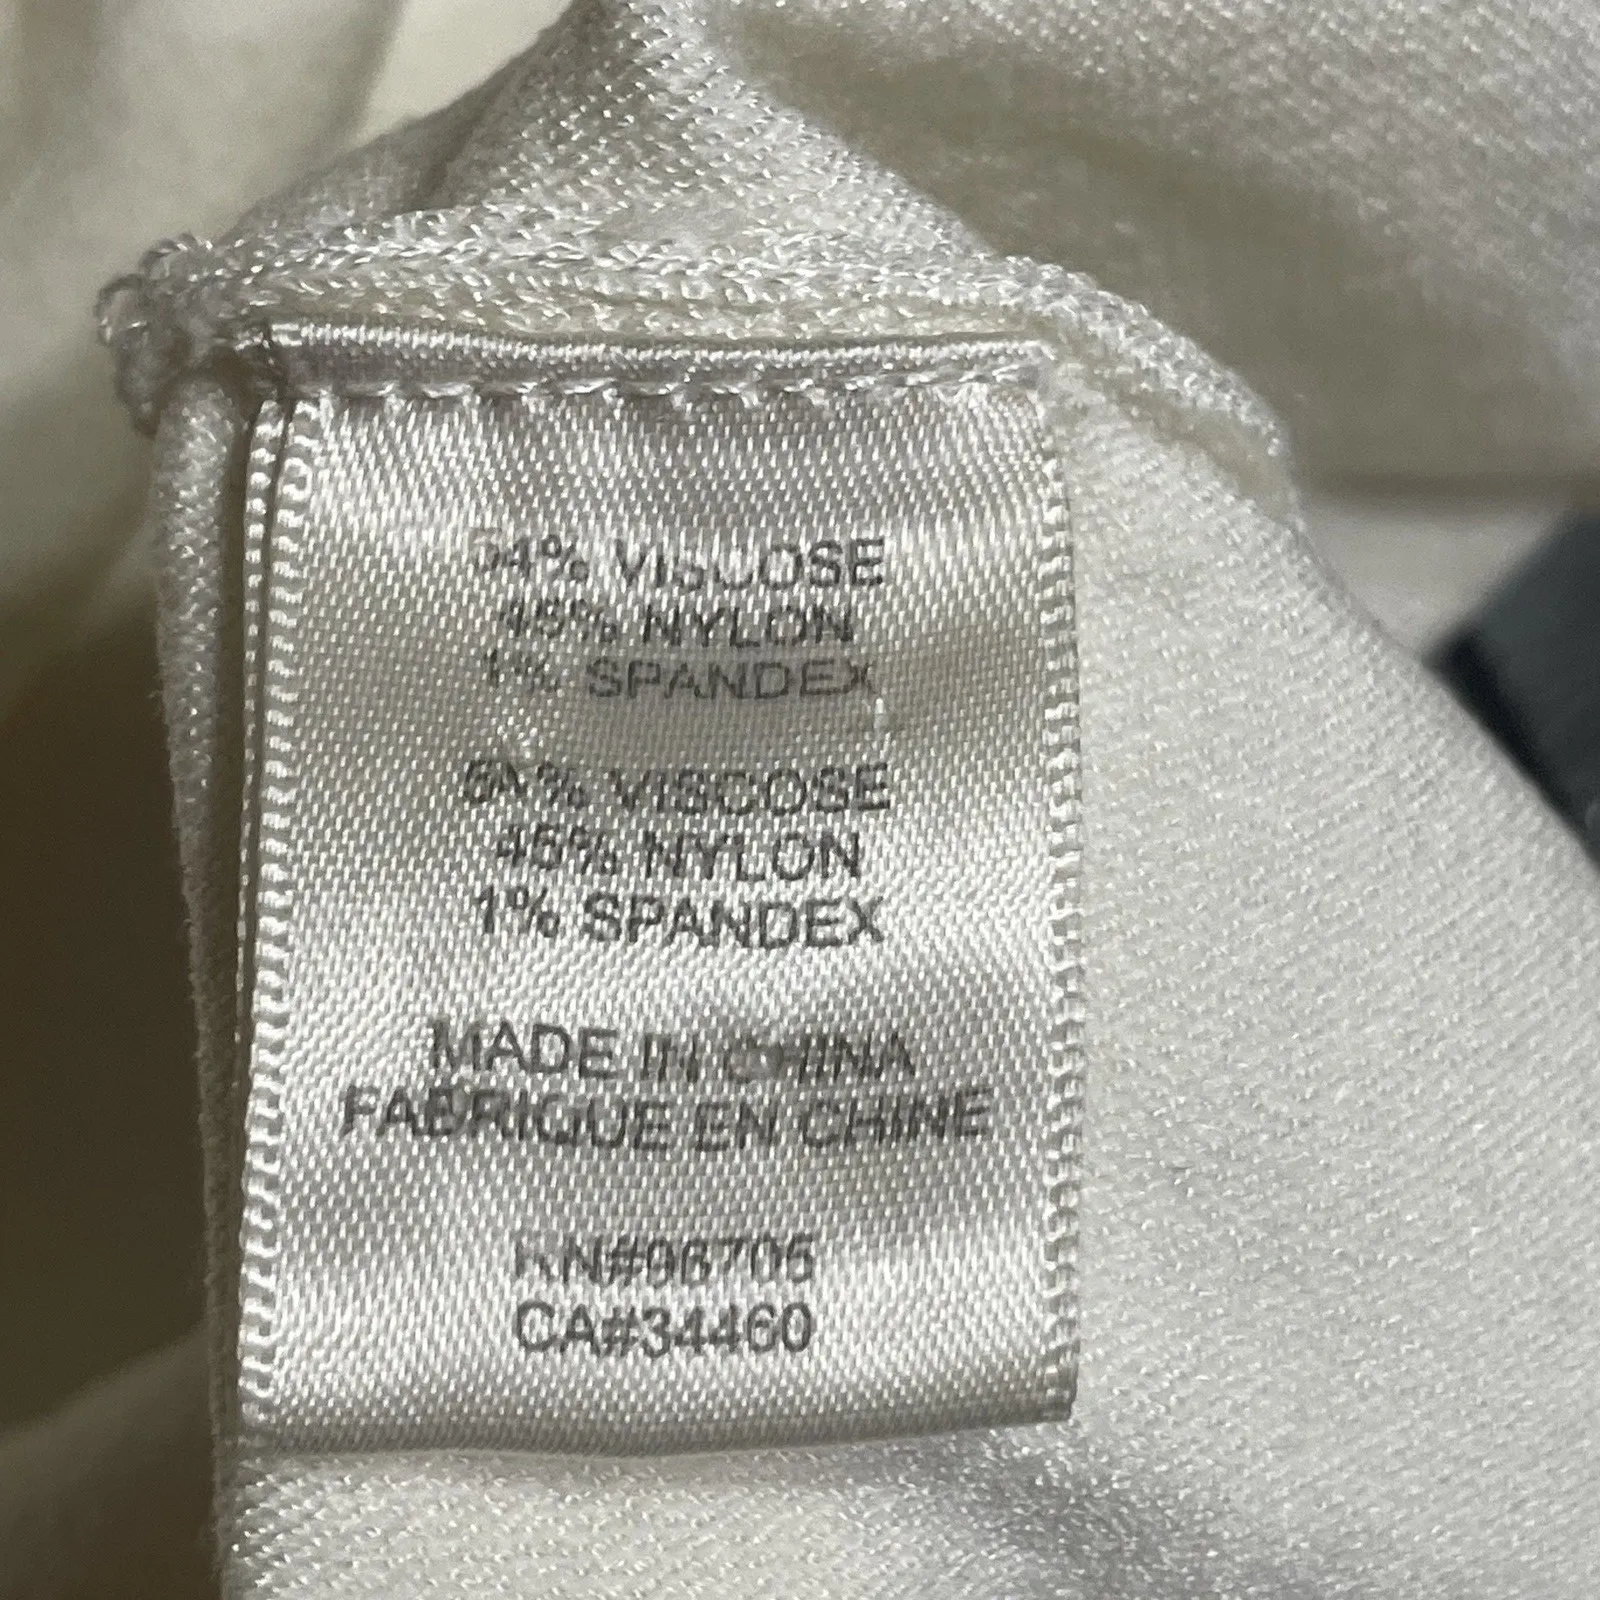 54% VISCOSE
45% NYLON
1% SPANDEX
54% VISCOSE
45% NYLON
1% SPANDEX
MADE IN CHINA
FABRIQUE EN CHINE
RN#96705
CA#34460